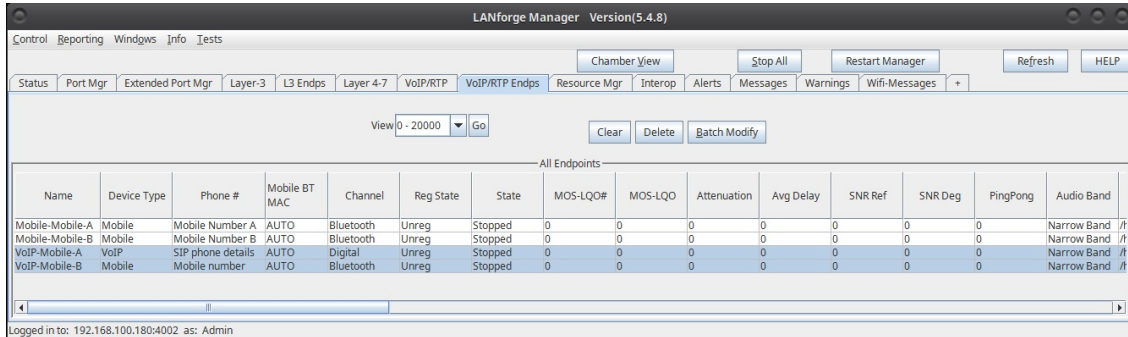 LANforge Manager Version(5.4.8)
Control Reporting Windows Info Tests
Chamber View Stop All Restart Manager Refresh HELP
Status Port Mgr Extended Port Mgr Layer-3 L3 Endps Layer 4-7 VoIP/RTP VoIP/RTP Endps Resource Mgr Interop Alerts Messages Warnings Wifi-Messages +
View 0 - 20000 Go Clear Delete Batch Modify
All Endpoints
Name Device Type Phone # Mobile BT MAC Channel Reg State State MOS-LQO# MOS-LQO Attenuation Avg Delay SNR Ref SNR Deg PingPong Audio Band
Mobile-Mobile-A Mobile Mobile Number A AUTO Bluetooth Unreg Stopped 0 0 0 0 0 0 0 Narrow Band /h
Mobile-Mobile-B Mobile Mobile Number B AUTO Bluetooth Unreg Stopped 0 0 0 0 0 0 0 Narrow Band /h
VoIP-Mobile-A VoIP SIP phone details AUTO Digital Unreg Stopped 0 0 0 0 0 0 0 Narrow Band /h
VoIP-Mobile-B Mobile Mobile number AUTO Bluetooth Unreg Stopped 0 0 0 0 0 0 0 Narrow Band /h
Logged in to: 192.168.100.180:4002 as: Admin